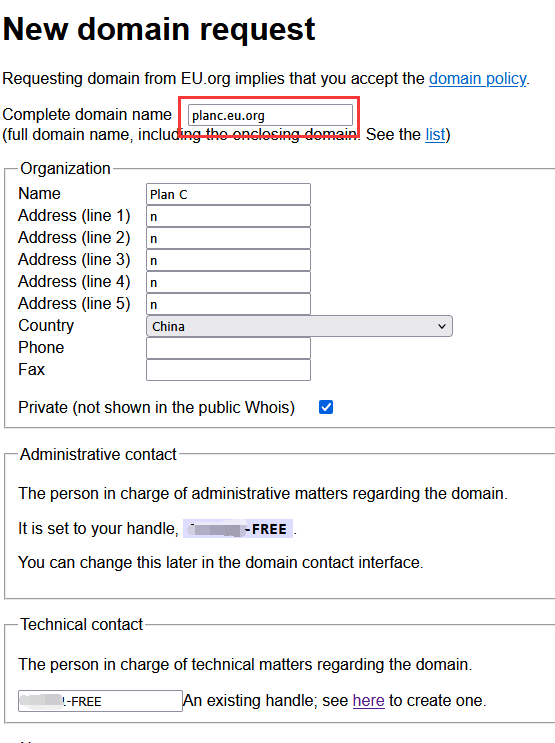 New domain request
Requesting domain from EU.org implies that you accept the domain policy.
Complete domain name planc.eu.org
(full domain name, including the enclosing domain. See the list)
Organization
Name Plan C
Address (line 1) n
Address (line 2) n
Address (line 3) n
Address (line 4) n
Address (line 5) n
Country China
Phone
Fax
Private (not shown in the public Whois)
Administrative contact
The person in charge of administrative matters regarding the domain.
It is set to your handle, -FREE.
You can change this later in the domain contact interface.
Technical contact
The person in charge of technical matters regarding the domain.
-FREE An existing handle; see here to create one.